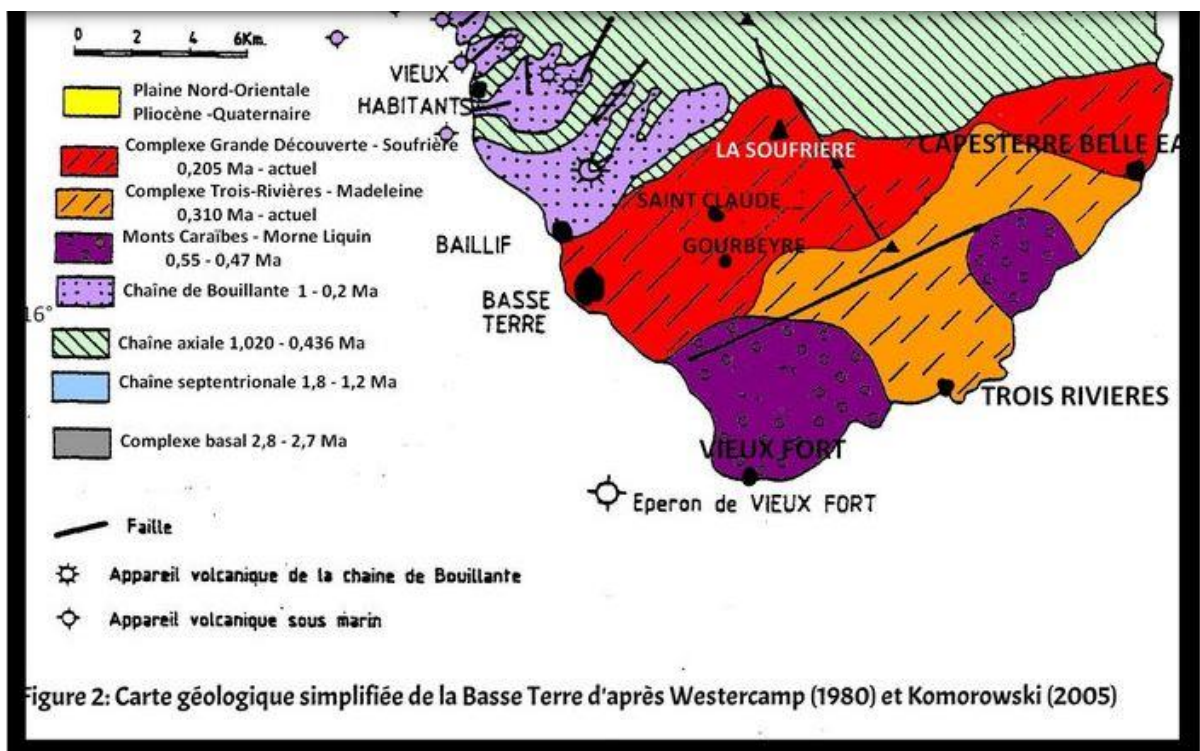 0 2 4 6Km.
Plaine Nord-Orientale
Pliocène -Quaternaire
Complexe Grande Découverte - Soufrière
0,205 Ma - actuel
Complexe Trois-Rivières - Madeleine
0,310 Ma - actuel
Monts Caraïbes - Morne Liquin
0,55 - 0,47 Ma
Chaîne de Bouillante 1 - 0,2 Ma
16°
Chaîne axiale 1,020 - 0,436 Ma
Chaîne septentrionale 1,8 - 1,2 Ma
Complexe basal 2,8 - 2,7 Ma
Faille
Appareil volcanique de la chaine de Bouillante
Appareil volcanique sous marin
VIEUX
HABITANTS
LA SOUFRIÈRE
CAPESTERRE BELLE EA
SAINT CLAUDE
BAILLIF
GOURBEYRE
BASSE
TERRE
TROIS RIVIERES
VIEUX FORT
Eperon de VIEUX FORT
Figure 2: Carte géologique simplifiée de la Basse Terre d'après Westercamp (1980) et Komorowski (2005)